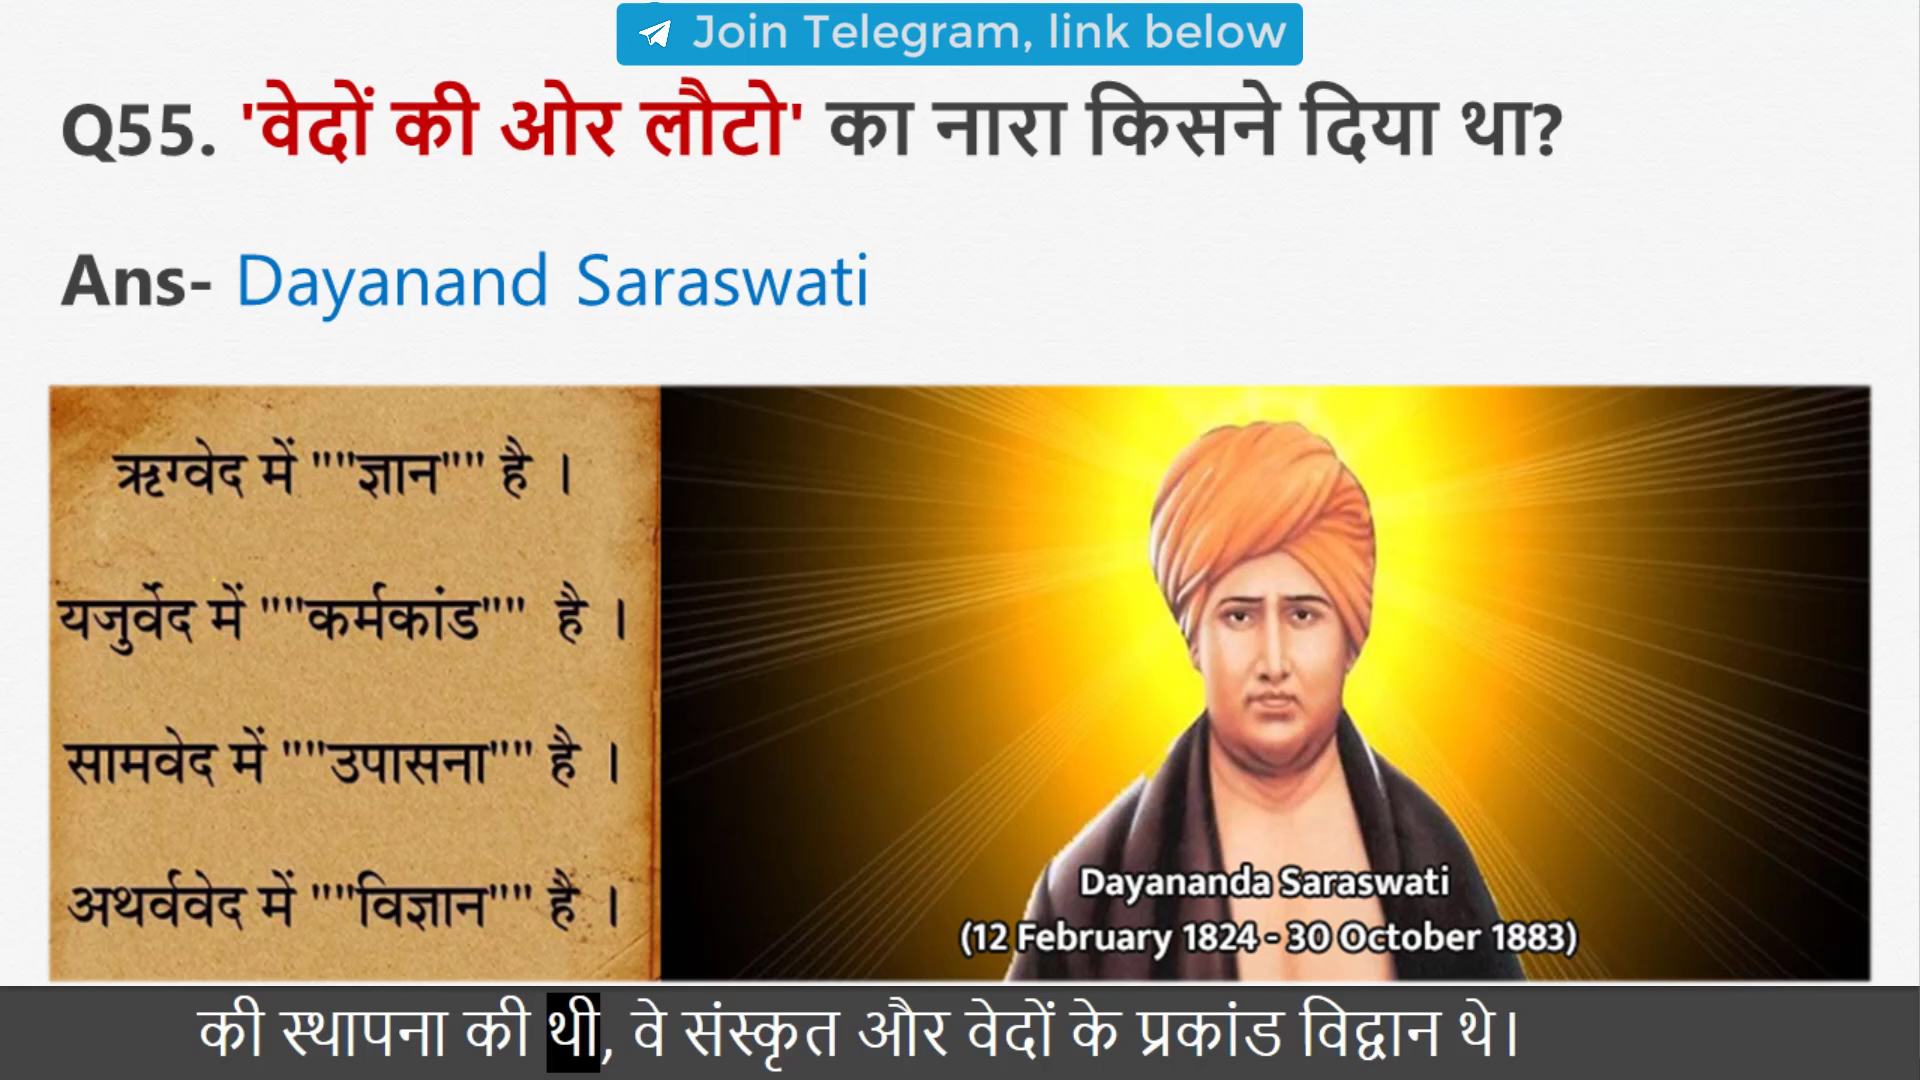 Join Telegram, link below
Q55. 'वेदों की ओर लौटो' का नारा किसने दिया था?
Ans- Dayanand Saraswati
ऋग्वेद में ""ज्ञान"" है ।
यजुर्वेद में ""कर्मकांड"" है ।
सामवेद में ""उपासना"" है ।
अथर्ववेद में ""विज्ञान"" है ।
Dayananda Saraswati
(12 February 1824 - 30 October 1883)
की स्थापना की थी, वे संस्कृत और वेदों के प्रकांड विद्वान थे।